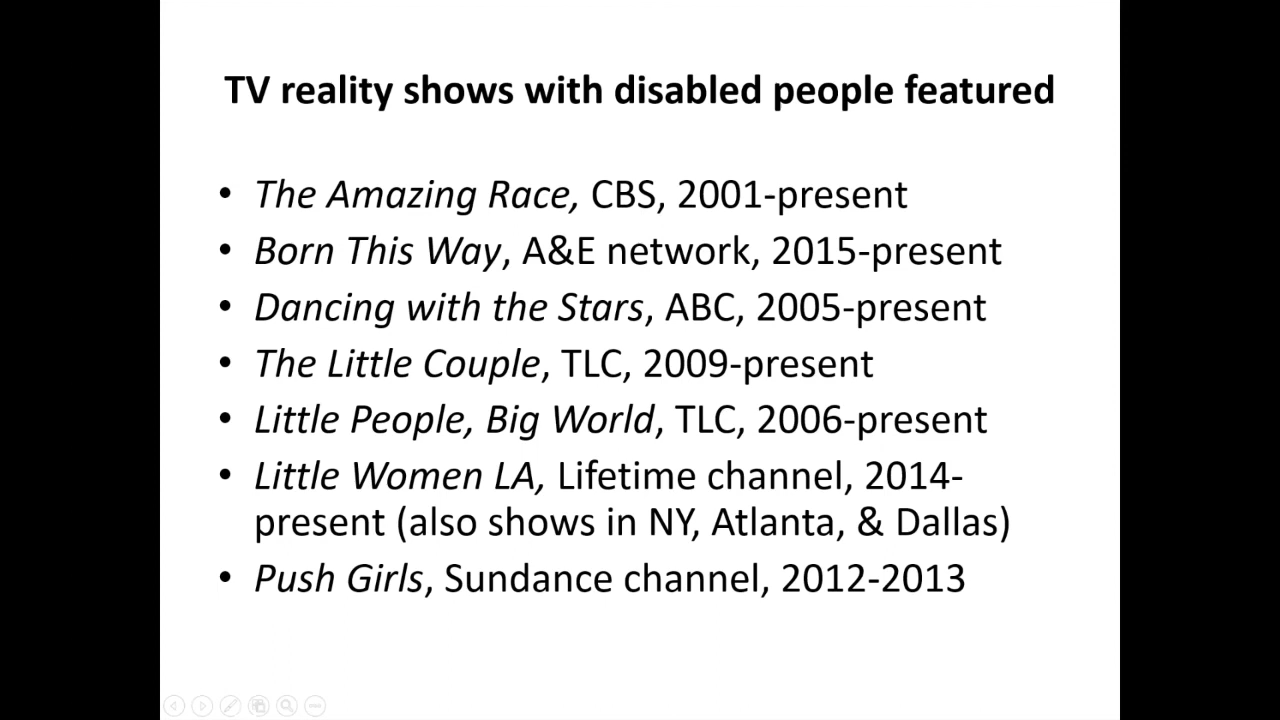 TV reality shows with disabled people featured
• The Amazing Race, CBS, 2001-present
• Born This Way, A&E network, 2015-present
• Dancing with the Stars, ABC, 2005-present
• The Little Couple, TLC, 2009-present
• Little People, Big World, TLC, 2006-present
• Little Women LA, Lifetime channel, 2014-
present (also shows in NY, Atlanta, & Dallas)
• Push Girls, Sundance channel, 2012-2013